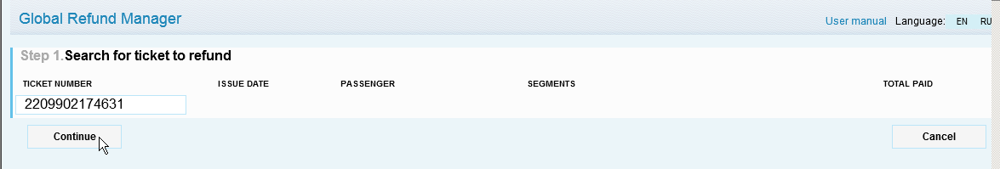 Global Refund Manager
User manual Language: EN RU
Step 1.Search for ticket to refund
TICKET NUMBER ISSUE DATE PASSENGER SEGMENTS TOTAL PAID
2209902174631
Continue Cancel